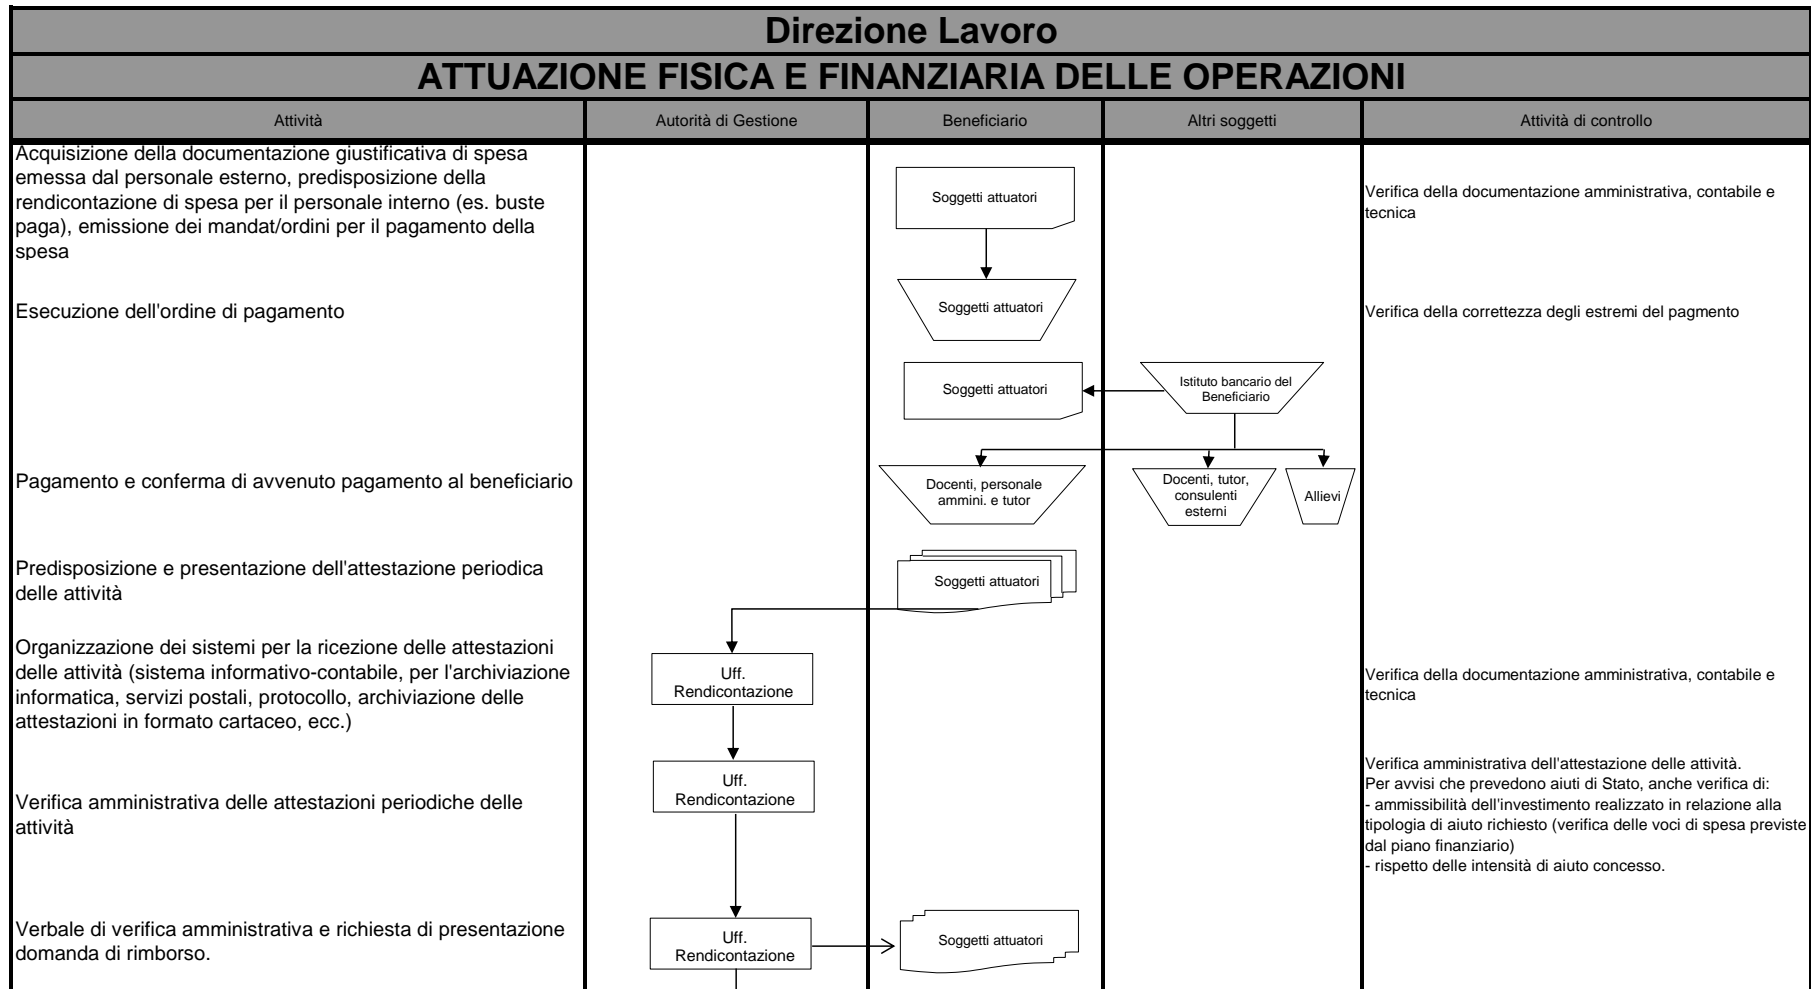 Direzione Lavoro
ATTUAZIONE FISICA E FINANZIARIA DELLE OPERAZIONI
Attività
Autorità di Gestione
Beneficiario
Altri soggetti
Attività di controllo
Acquisizione della documentazione giustificativa di spesa
emessa dal personale esterno, predisposizione della
rendicontazione di spesa per il personale interno (es. buste
paga), emissione dei mandat/ordini per il pagamento della
spesa
Soggetti attuatori
Verifica della documentazione amministrativa, contabile e
tecnica
Esecuzione dell'ordine di pagamento
Soggetti attuatori
Verifica della correttezza degli estremi del pagmento
Soggetti attuatori
Istituto bancario del
Beneficiario
Pagamento e conferma di avvenuto pagamento al beneficiario
Docenti, personale
ammini. e tutor
Docenti, tutor,
consulenti
esterni
Allievi
Predisposizione e presentazione dell'attestazione periodica
delle attività
Soggetti attuatori
Organizzazione dei sistemi per la ricezione delle attestazioni
delle attività (sistema informativo-contabile, per l'archiviazione
informatica, servizi postali, protocollo, archiviazione delle
attestazioni in formato cartaceo, ecc.)
Uff.
Rendicontazione
Verifica della documentazione amministrativa, contabile e
tecnica
Verifica amministrativa delle attestazioni periodiche delle
attività
Uff.
Rendicontazione
Verifica amministrativa dell'attestazione delle attività.
Per avvisi che prevedono aiuti di Stato, anche verifica di:
- ammissibilità dell'investimento realizzato in relazione alla
tipologia di aiuto richiesto (verifica delle voci di spesa previste
dal piano finanziario)
- rispetto delle intensità di aiuto concesso.
Verbale di verifica amministrativa e richiesta di presentazione
domanda di rimborso.
Uff.
Rendicontazione
Soggetti attuatori